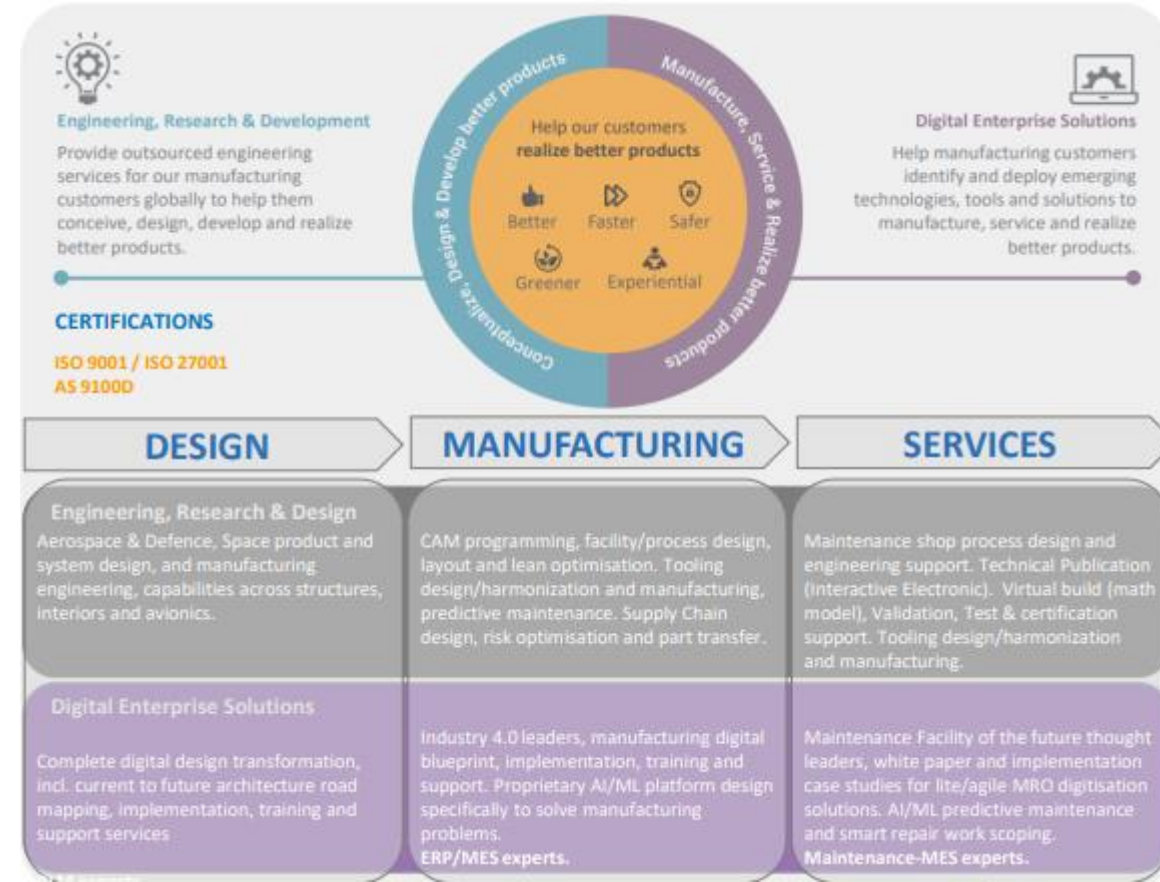 Engineering, Research & Development
Provide outsourced engineering
services for our manufacturing
customers globally to help them
conceive, design, develop and realize
better products.
Conceptualize, Design & Develop better products
Manufacture, Service & Realize better products
Help our customers
realize better products
Better Faster Safer
Greener Experiential
Digital Enterprise Solutions
Help manufacturing customers
identify and deploy emerging
technologies, tools and solutions to
manufacture, service and realize
better products.
CERTIFICATIONS
ISO 9001 / ISO 27001
AS 9100D
DESIGN
MANUFACTURING
SERVICES
Engineering, Research & Design
Aerospace & Defence, Space product and
system design, and manufacturing
engineering, capabilities across structures,
interiors and avionics.
CAM programming, facility/process design,
layout and lean optimisation. Tooling
design/harmonization and manufacturing,
predictive maintenance. Supply Chain
design, risk optimisation and part transfer.
Maintenance shop process design and
engineering support. Technical Publication
(Interactive Electronic). Virtual build (math
model), Validation, Test & certification
support. Tooling design/harmonization
and manufacturing.
Digital Enterprise Solutions
Complete digital design transformation,
incl. current to future architecture road
mapping, implementation, training and
support services
Industry 4.0 leaders, manufacturing digital
blueprint, implementation, training and
support. Proprietary AI/ML platform design
specifically to solve manufacturing
problems.
ERP/MES experts.
Maintenance Facility of the future thought
leaders, white paper and implementation
case studies for lite/agile MRO digitisation
solutions. AI/ML predictive maintenance
and smart repair work scoping.
Maintenance-MES experts.